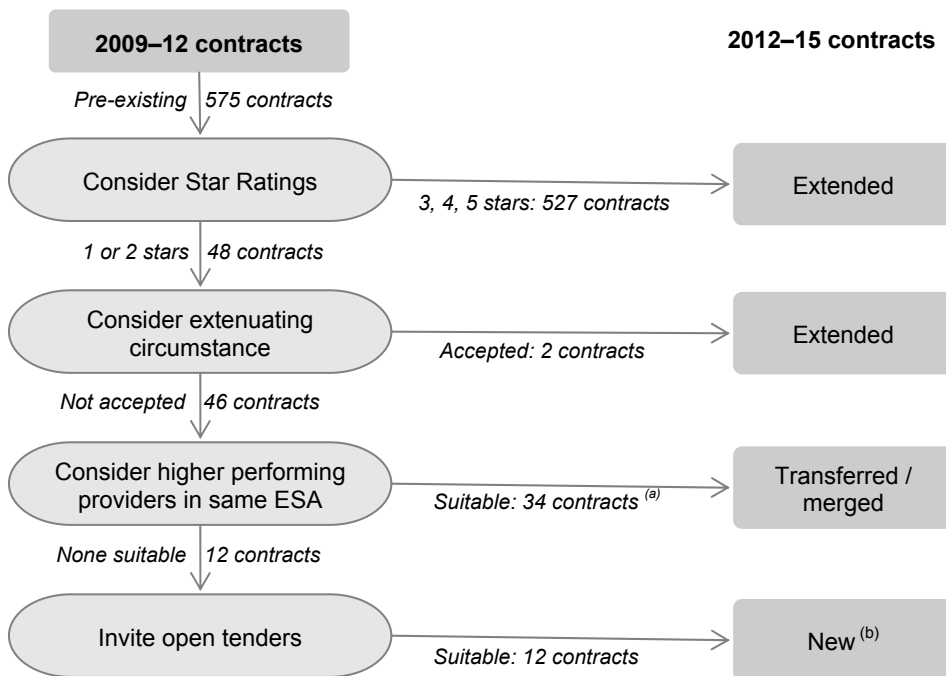 2009–12 contracts
2012–15 contracts
Pre-existing 575 contracts
Consider Star Ratings
3, 4, 5 stars: 527 contracts
Extended
1 or 2 stars 48 contracts
Consider extenuating
circumstance
Accepted: 2 contracts
Extended
Not accepted 46 contracts
Consider higher performing
providers in same ESA
Suitable: 34 contracts (a)
Transferred /
merged
None suitable 12 contracts
Invite open tenders
Suitable: 12 contracts
New (b)